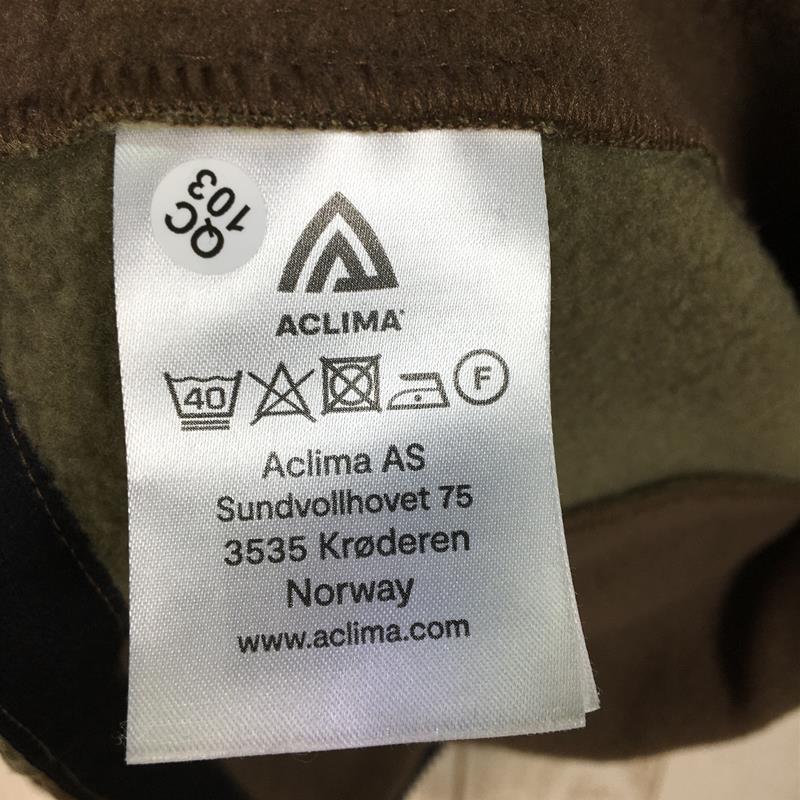 QC
103
ACLIMA
40
F
Aclima AS
Sundvollhovet 75
3535 Krøderen
Norway
www.aclima.com